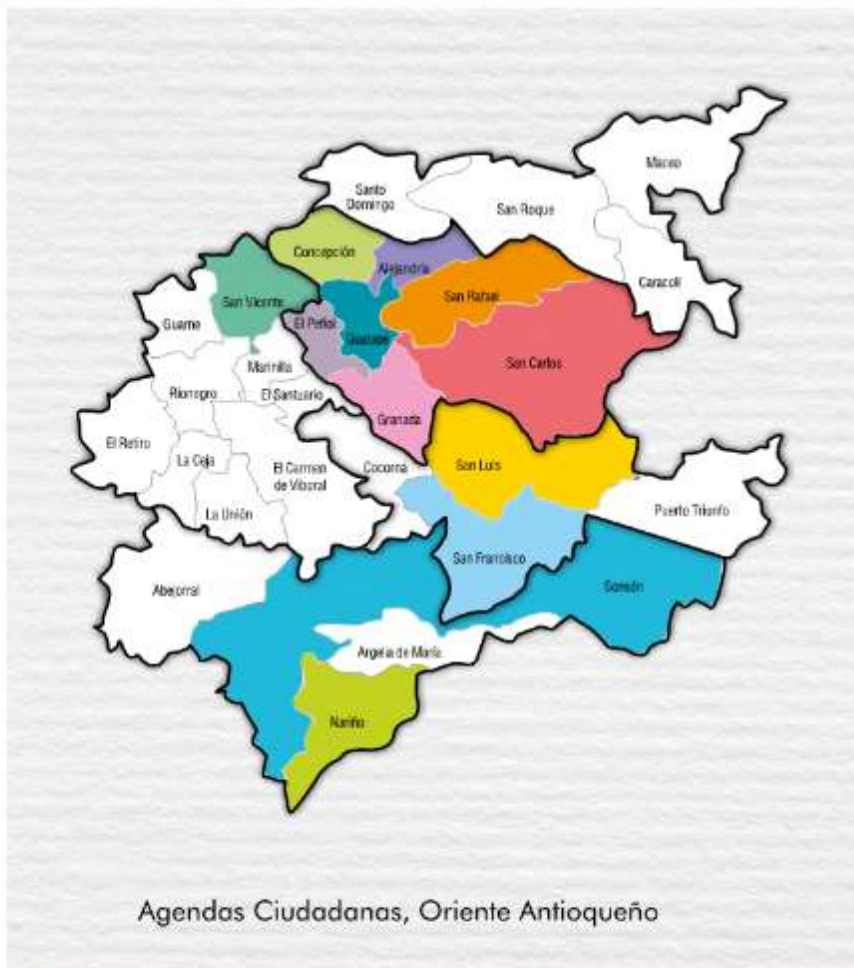 Maceo
Santo
Domingo
San Roque
Concepción
Alejandría
Caracolí
San Rafael
San Vicente
Guarne
El Peñol
Guatapé
Marinilla
San Carlos
Rionegro
El Santuario
Granada
El Retiro
La Ceja
El Carmen
de Viboral
Cocorná
San Luis
La Unión
Puerto Triunfo
San Francisco
Abejorral
Sonsón
Argelia de María
Nariño
Agendas Ciudadanas, Oriente Antioqueño